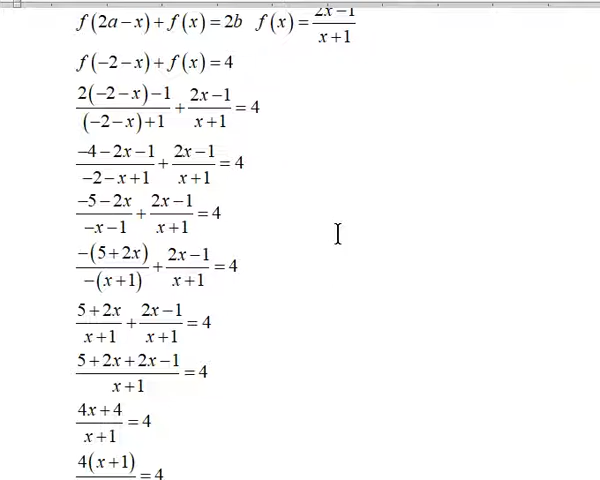 f(2a−x)+f(x)=2b  f(x)=(2x−1)/(x+1)
f(−2−x)+f(x)=4
(2(−2−x)−1)/((−2−x)+1) + (2x−1)/(x+1) = 4
(−4−2x−1)/(−2−x+1) + (2x−1)/(x+1) = 4
(−5−2x)/(−x−1) + (2x−1)/(x+1) = 4
(−(5+2x))/(−(x+1)) + (2x−1)/(x+1) = 4
(5+2x)/(x+1) + (2x−1)/(x+1) = 4
(5+2x+2x−1)/(x+1) = 4
(4x+4)/(x+1) = 4
4(x+1) = 4